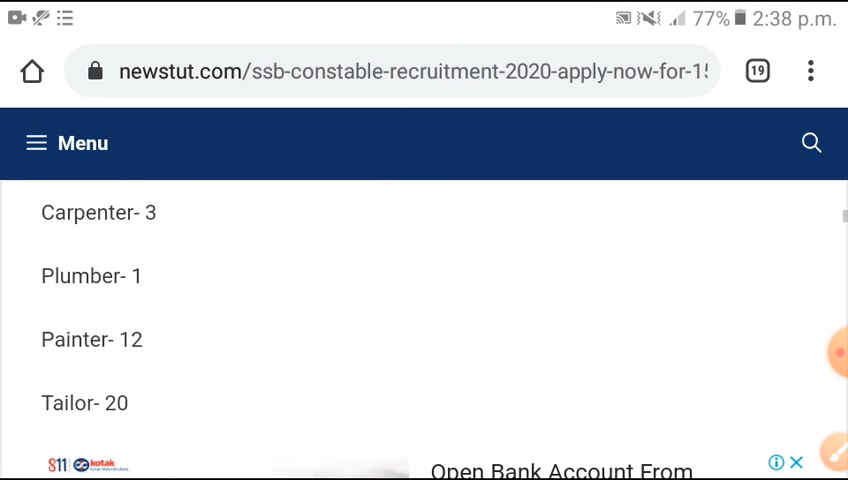 77% 2:38 p.m.
newstut.com/ssb-constable-recruitment-2020-apply-now-for-15
19
Menu
Carpenter- 3
Plumber- 1
Painter- 12
Tailor- 20
811 kotak
Open Bank Account From